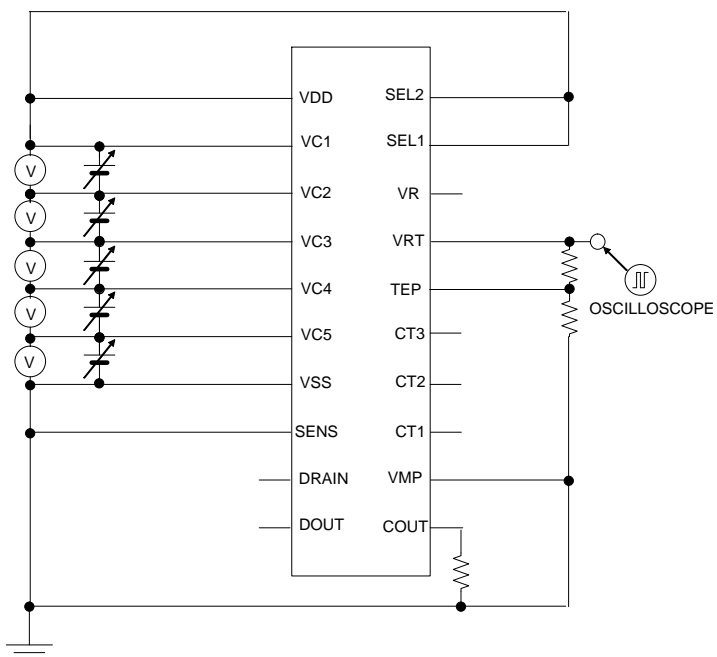 VDD
SEL2
VC1
SEL1
V
VC2
VR
V
VC3
VRT
V
VC4
TEP
OSCILLOSCOPE
V
VC5
CT3
V
VSS
CT2
SENS
CT1
DRAIN
VMP
DOUT
COUT